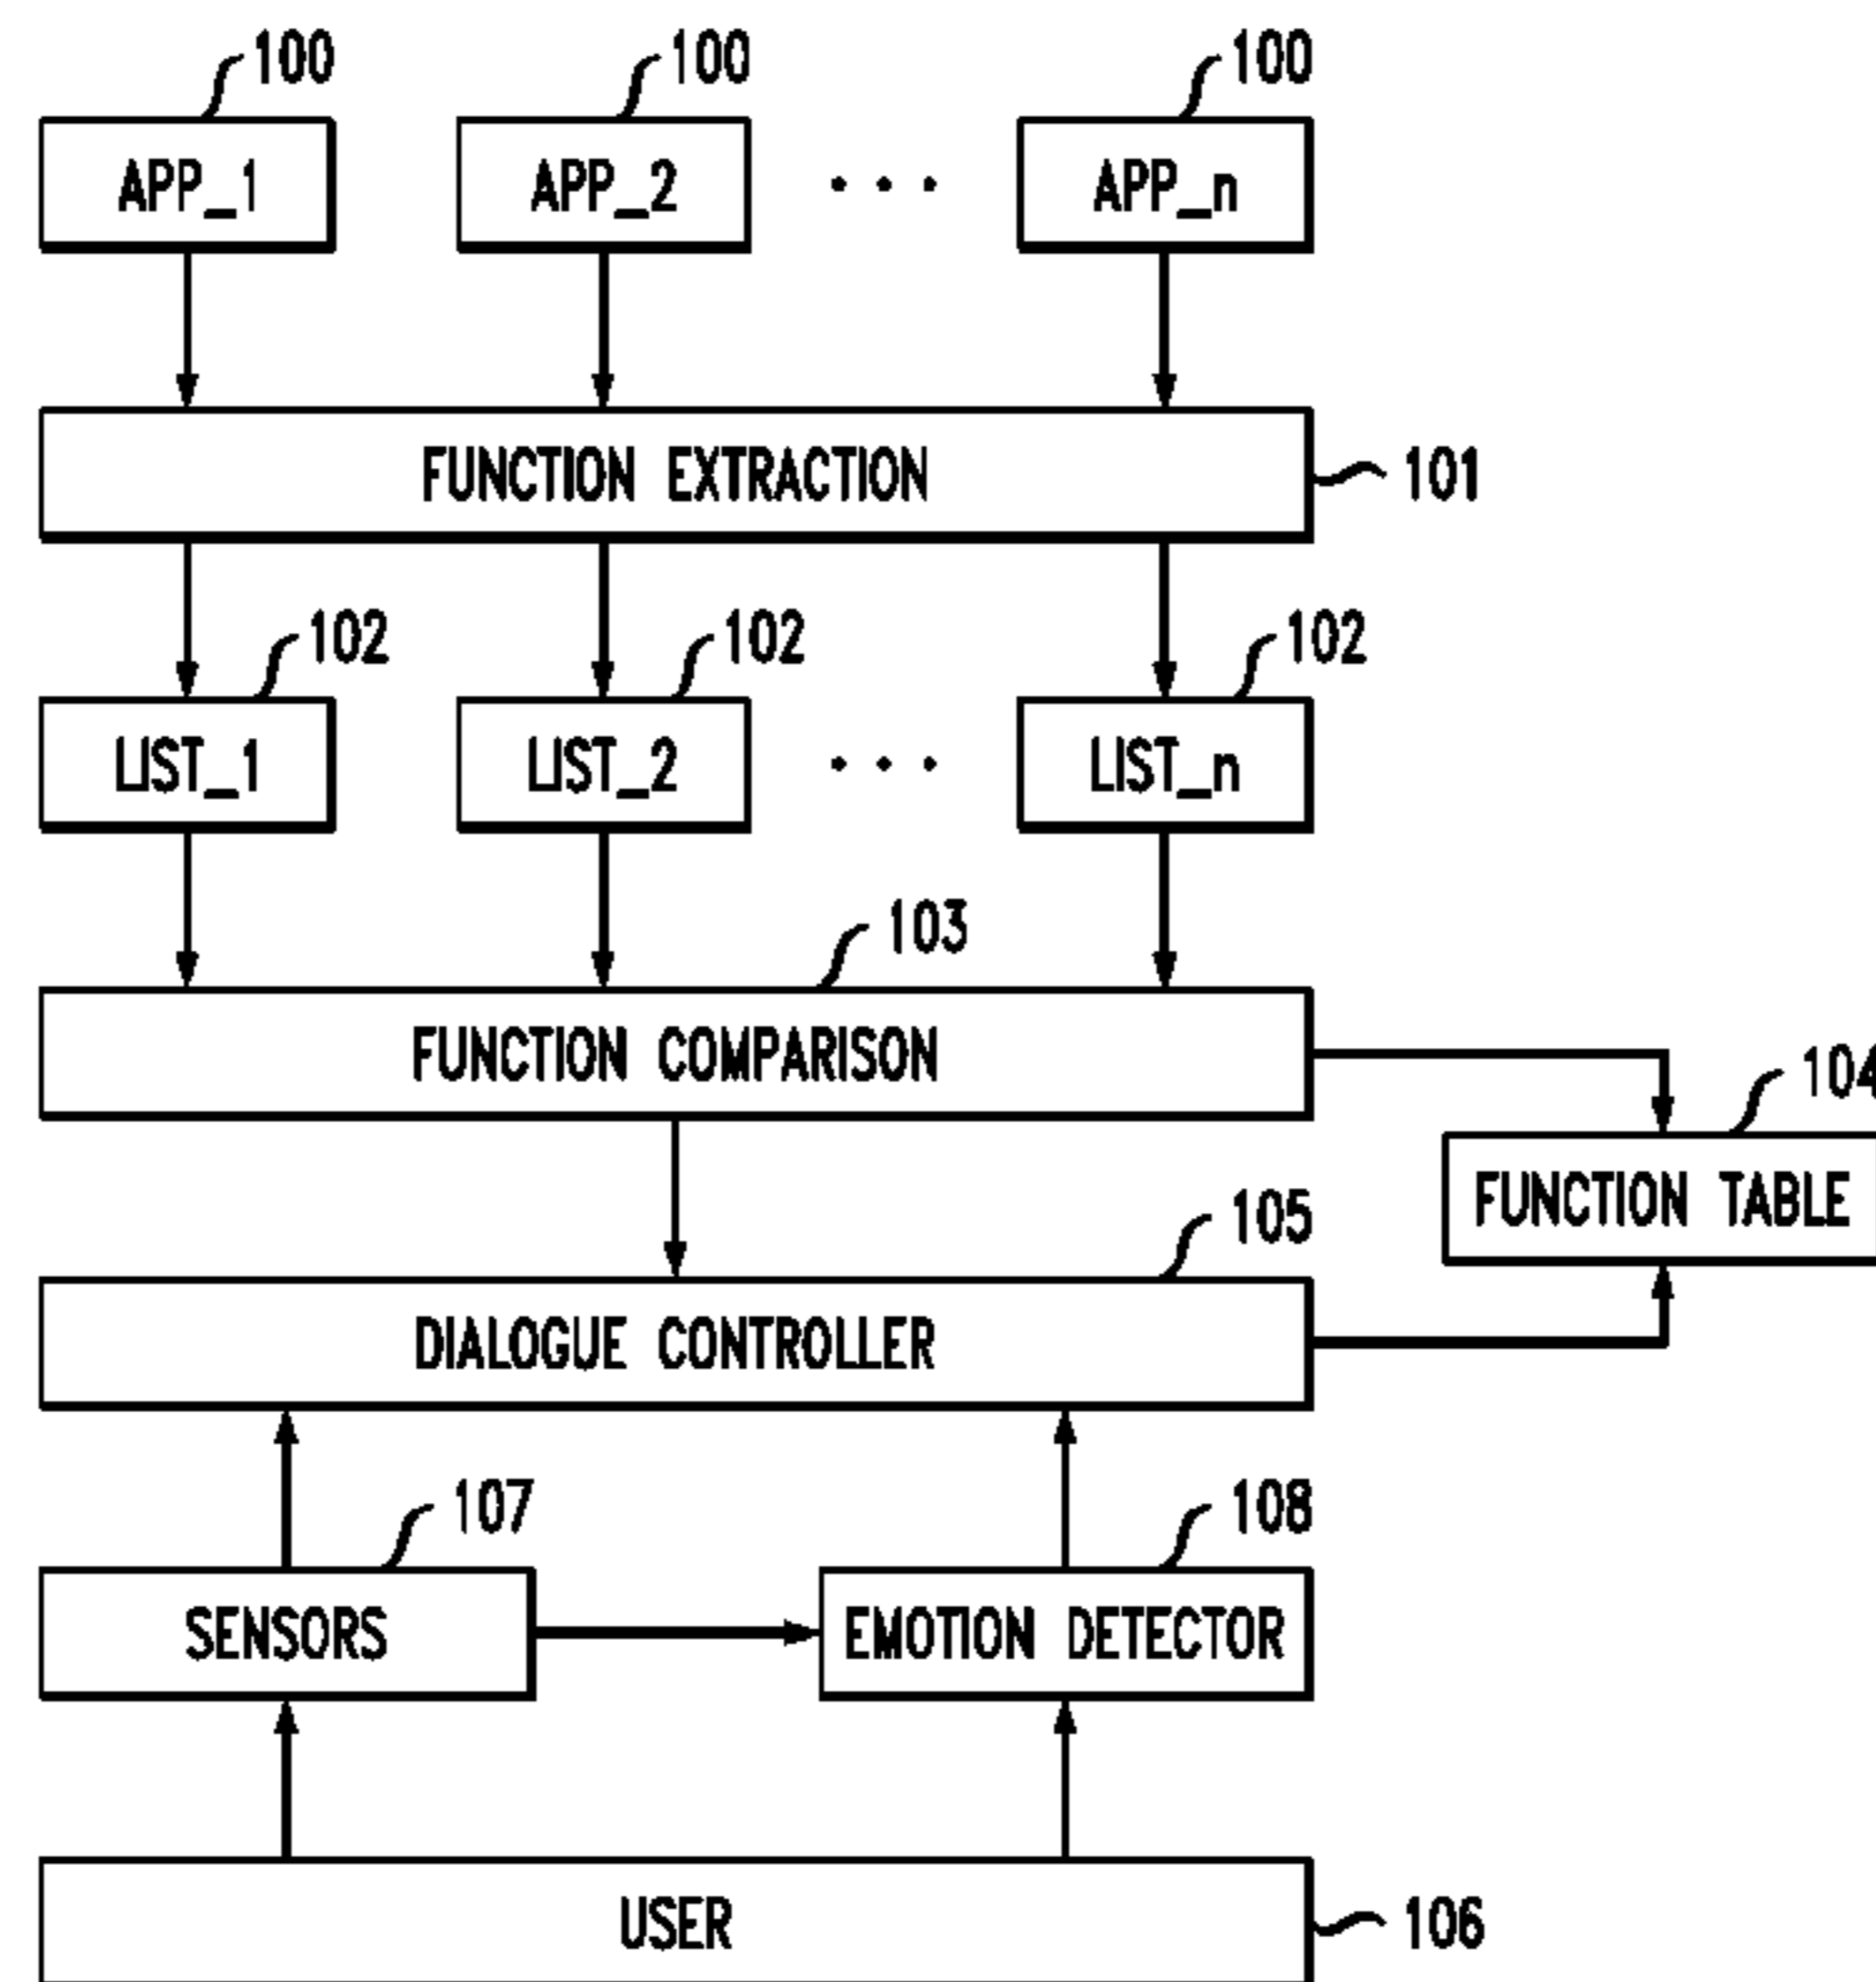 100 100 100
APP_1 APP_2 ... APP_n
FUNCTION EXTRACTION 101
102 102 102
LIST_1 LIST_2 ... LIST_n
103
FUNCTION COMPARISON
104
FUNCTION TABLE
105
DIALOGUE CONTROLLER
107 108
SENSORS EMOTION DETECTOR
USER 106